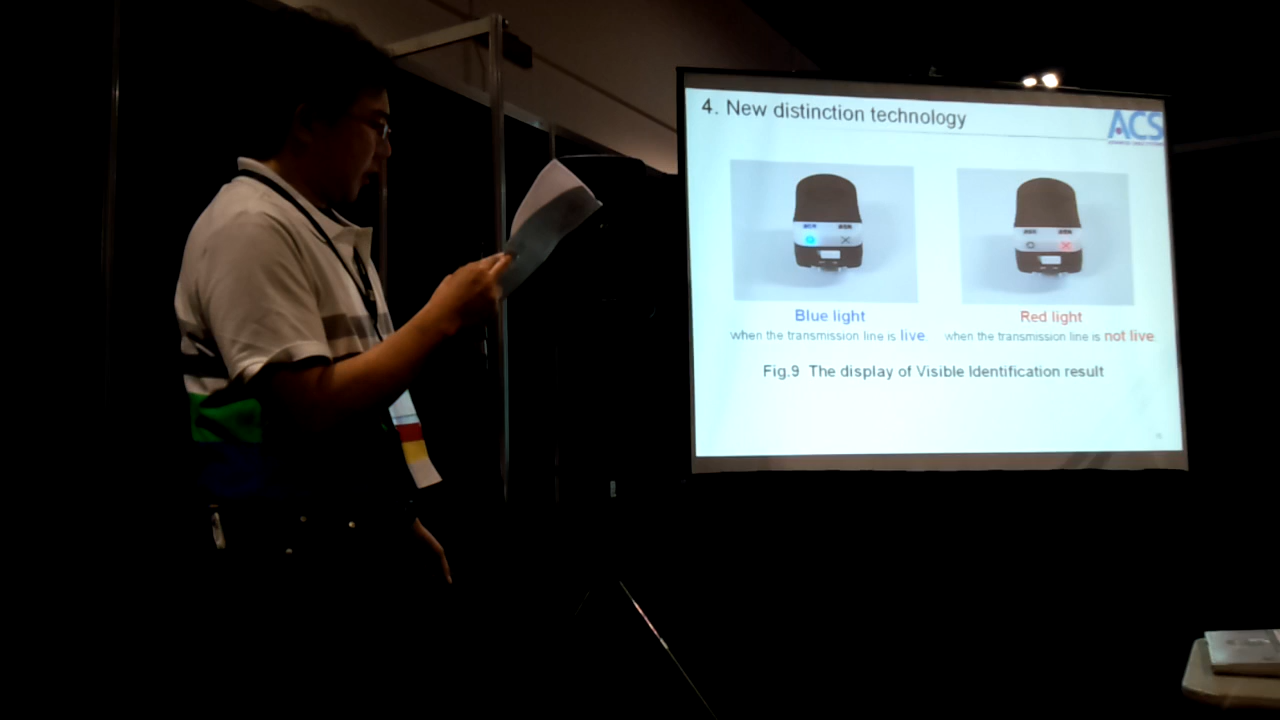 4. New distinction technology
ACS
Blue light
when the transmission line is live.
Red light
when the transmission line is not live.
Fig.9 The display of Visible Identification result